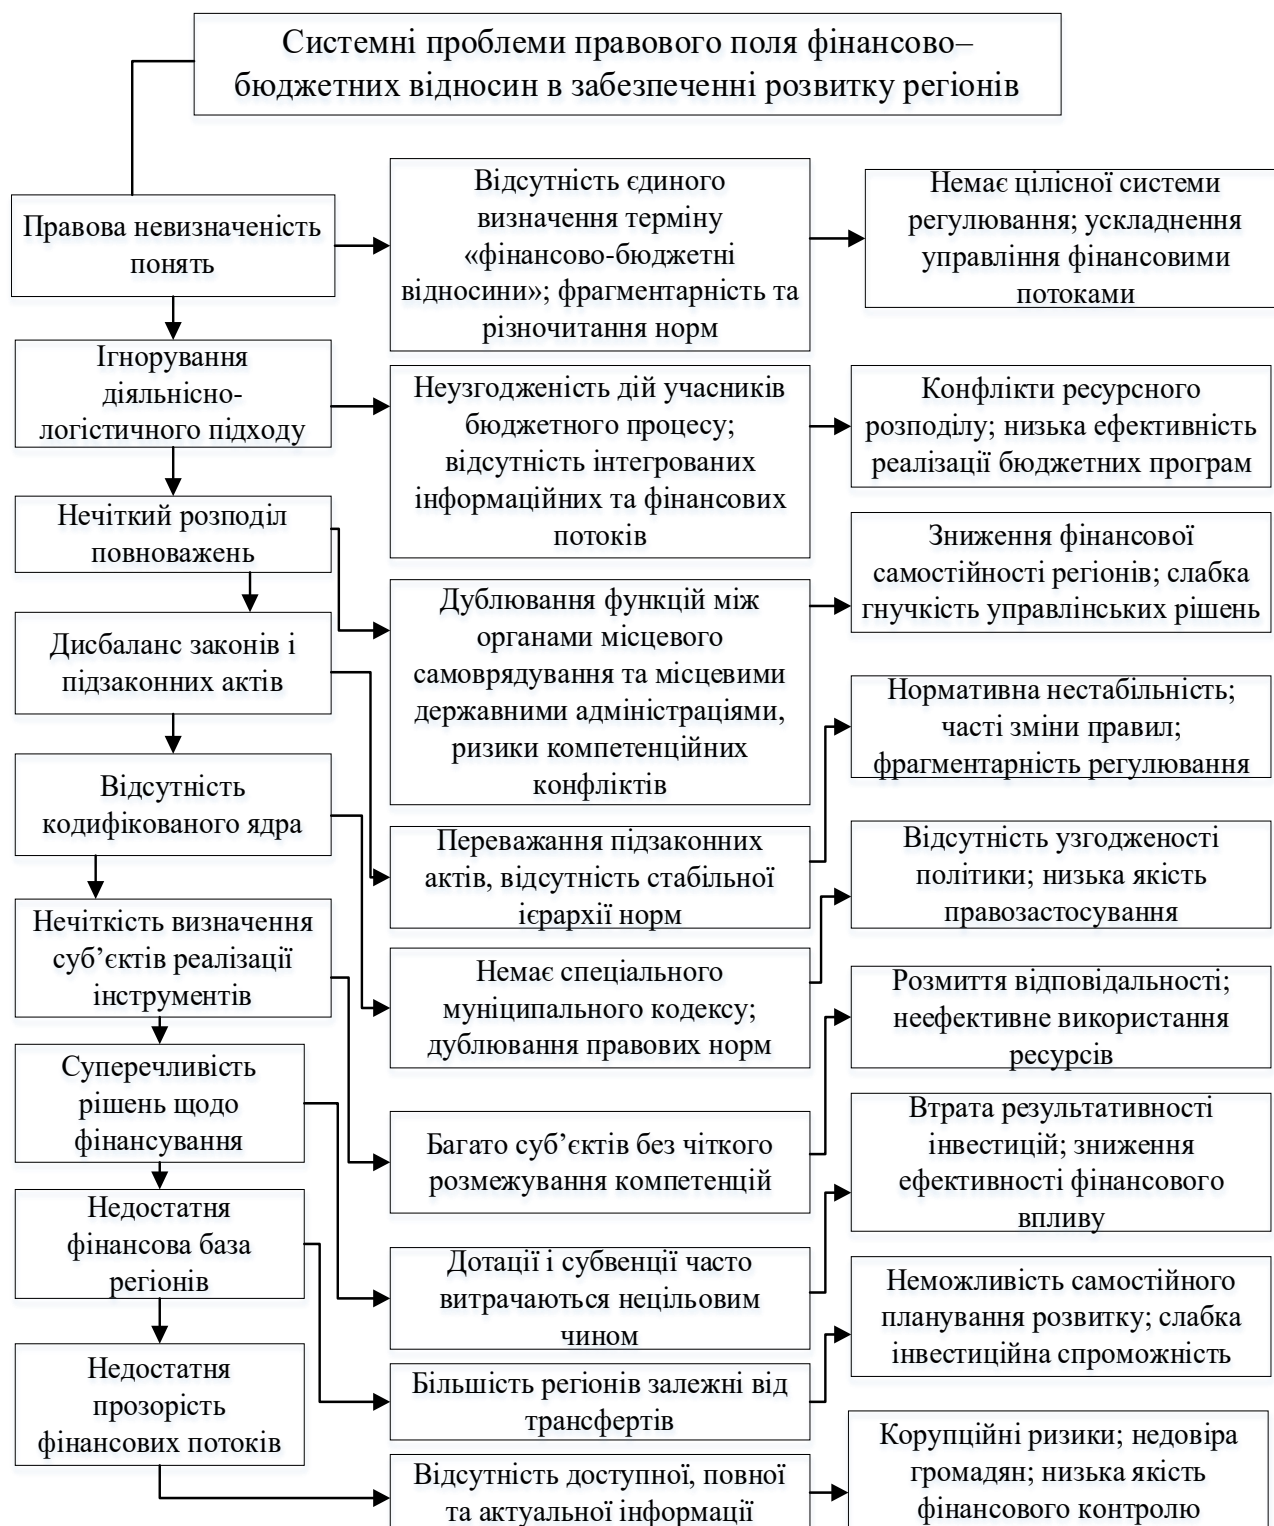 Системні проблеми правового поля фінансово–
бюджетних відносин в забезпеченні розвитку регіонів
Правова невизначеність
понять
Відсутність єдиного
визначення терміну
«фінансово-бюджетні
відносини»; фрагментарність та
різночитання норм
Немає цілісної системи
регулювання; ускладнення
управління фінансовими
потоками
Ігнорування
діяльнісно-
логістичного підходу
Неузгодженість дій учасників
бюджетного процесу;
відсутність інтегрованих
інформаційних та фінансових
потоків
Конфлікти ресурсного
розподілу; низька ефективність
реалізації бюджетних програм
Нечіткий розподіл
повноважень
Дублювання функцій між
органами місцевого
самоврядування та місцевими
державними адміністраціями,
ризики компетенційних
конфліктів
Зниження фінансової
самостійності регіонів; слабка
гнучкість управлінських рішень
Дисбаланс законів і
підзаконних актів
Переважання підзаконних
актів, відсутність стабільної
ієрархії норм
Нормативна нестабільність;
часті зміни правил;
фрагментарність регулювання
Відсутність
кодифікованого ядра
Немає спеціального
муніципального кодексу;
дублювання правових норм
Відсутність узгодженості
політики; низька якість
правозастосування
Нечіткість визначення
суб’єктів реалізації
інструментів
Багато суб’єктів без чіткого
розмежування компетенцій
Розмиття відповідальності;
неефективне використання
ресурсів
Суперечливість
рішень щодо
фінансування
Дотації і субвенції часто
витрачаються нецільовим
чином
Втрата результативності
інвестицій; зниження
ефективності фінансового
впливу
Недостатня
фінансова база
регіонів
Більшість регіонів залежні від
трансфертів
Неможливість самостійного
планування розвитку; слабка
інвестиційна спроможність
Недостатня
прозорість
фінансових потоків
Відсутність доступної, повної
та актуальної інформації
Корупційні ризики; недовіра
громадян; низька якість
фінансового контролю